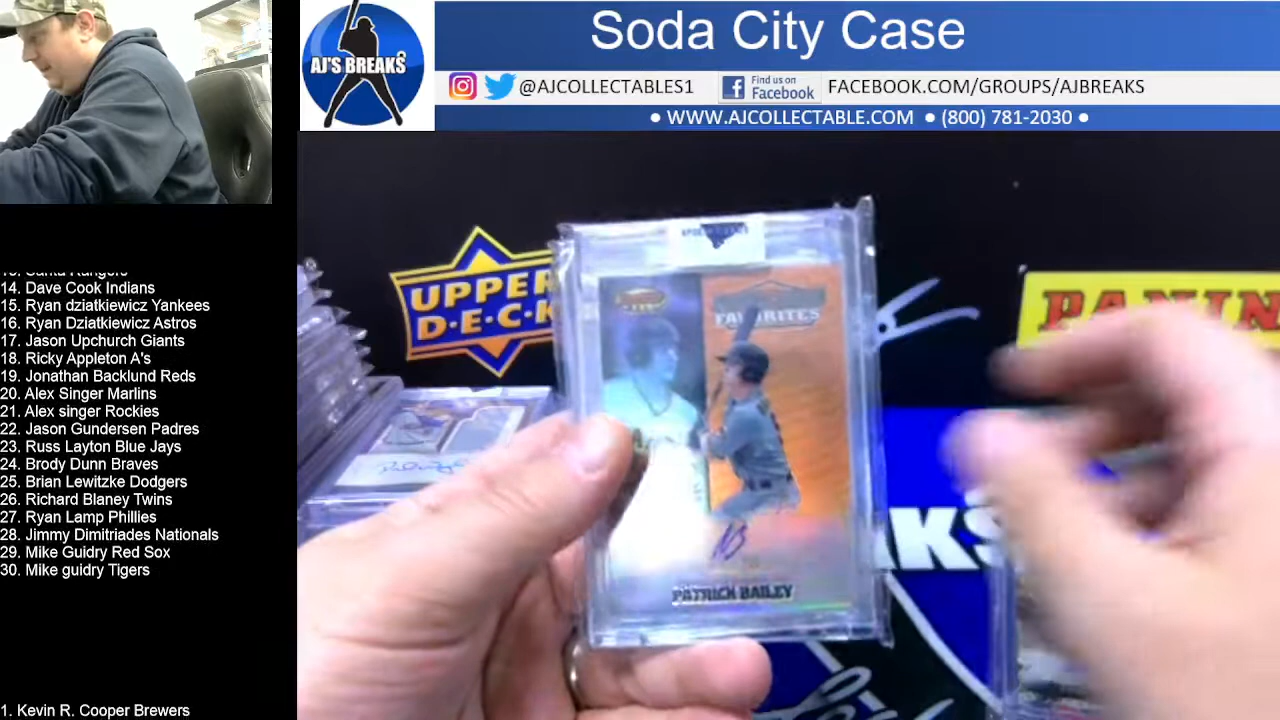 Soda City Case
AJ'S BREAKS
@AJCOLLECTABLES1
Find us on
Facebook
FACEBOOK.COM/GROUPS/AJBREAKS
• WWW.AJCOLLECTABLE.COM • (800) 781-2030 •
UPPER
DECK
PANINI
FAVORITES
PATRICK BAILEY
14. Dave Cook Indians
15. Ryan dziatkiewicz Yankees
16. Ryan Dziatkiewicz Astros
17. Jason Upchurch Giants
18. Ricky Appleton A's
19. Jonathan Backlund Reds
20. Alex Singer Marlins
21. Alex singer Rockies
22. Jason Gundersen Padres
23. Russ Layton Blue Jays
24. Brody Dunn Braves
25. Brian Lewitzke Dodgers
26. Richard Blaney Twins
27. Ryan Lamp Phillies
28. Jimmy Dimitriades Nationals
29. Mike Guidry Red Sox
30. Mike guidry Tigers
1. Kevin R. Cooper Brewers